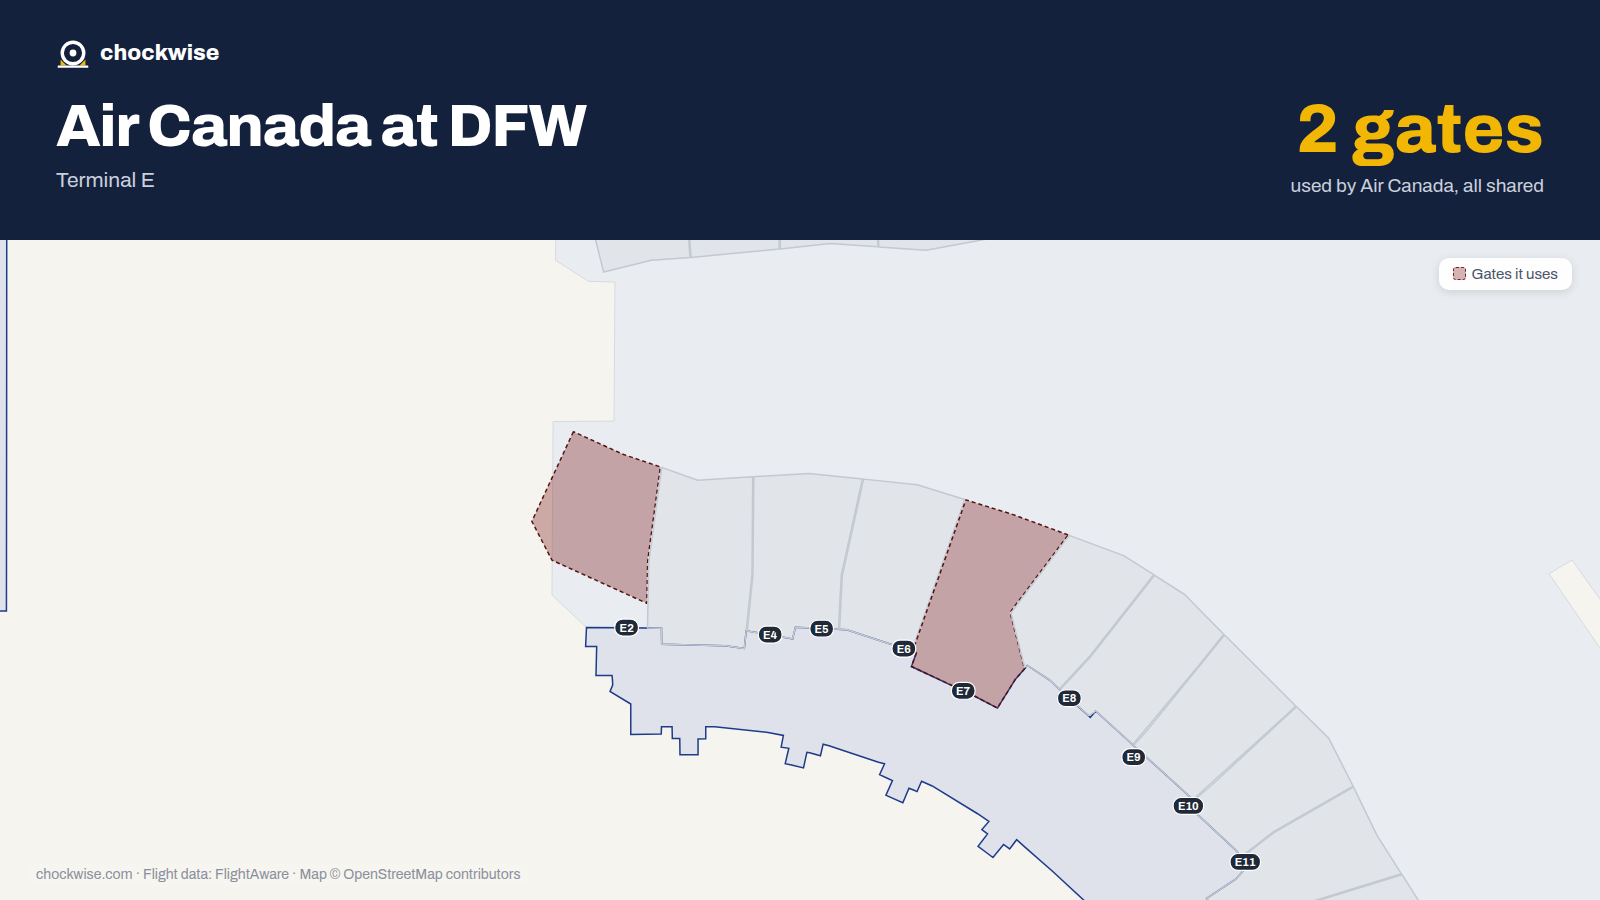 chockwise
Air Canada at DFW
Terminal E
2 gates
used by Air Canada, all shared
Gates it uses
E2
E4
E5
E6
E7
E8
E9
E10
E11
chockwise.com · Flight data: FlightAware · Map © OpenStreetMap contributors